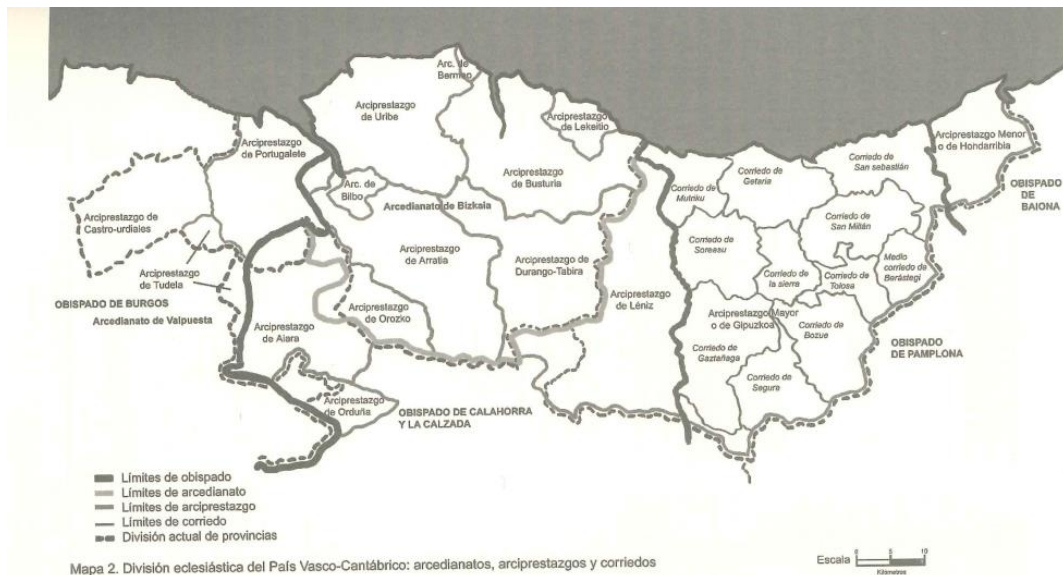 Arc. de
Bermeo
Arciprestazgo
de Uribe
Arciprestazgo
de Lekeitio
Arciprestazgo
de Portugalete
Arciprestazgo Menor
o de Hondarribia
Corriedo de
San sebastián
Corriedo de
Getaria
Arciprestazgo
de Busturia
Arc. de
Bilbo
Corriedo de
Mutriku
OBISPADO
DE
BAIONA
Arcedianato de Bizkaia
Arciprestazgo de
Castro-urdiales
Corriedo de
San Millán
Corriedo de
Soreasu
Arciprestazgo
de Arratia
Arciprestazgo de
Durango-Tabira
Medio
corriedo de
Berástegi
Arciprestazgo
de Tudela
Corriedo de
la sierra
Corriedo de
Tolosa
OBISPADO DE BURGOS
Arcedianato de Valpuesta
Arciprestazgo
de Léniz
Arciprestazgo
de Orozko
Arciprestazgo Mayor
o de Gipuzkoa
Arciprestazgo
de Aiara
Corriedo de
Bozue
OBISPADO
DE PAMPLONA
Corriedo de
Gaztañaga
Corriedo de
Segura
Arciprestazgo
de Orduña
OBISPADO DE CALAHORRA
Y LA CALZADA
Límites de obispado
Límites de arcedianato
Límites de arciprestazgo
Límites de corriedo
División actual de provincias
Mapa 2. División eclesiástica del País Vasco-Cantábrico: arcedianatos, arciprestazgos y corriedos
Escala
0 5 10
Kilómetros